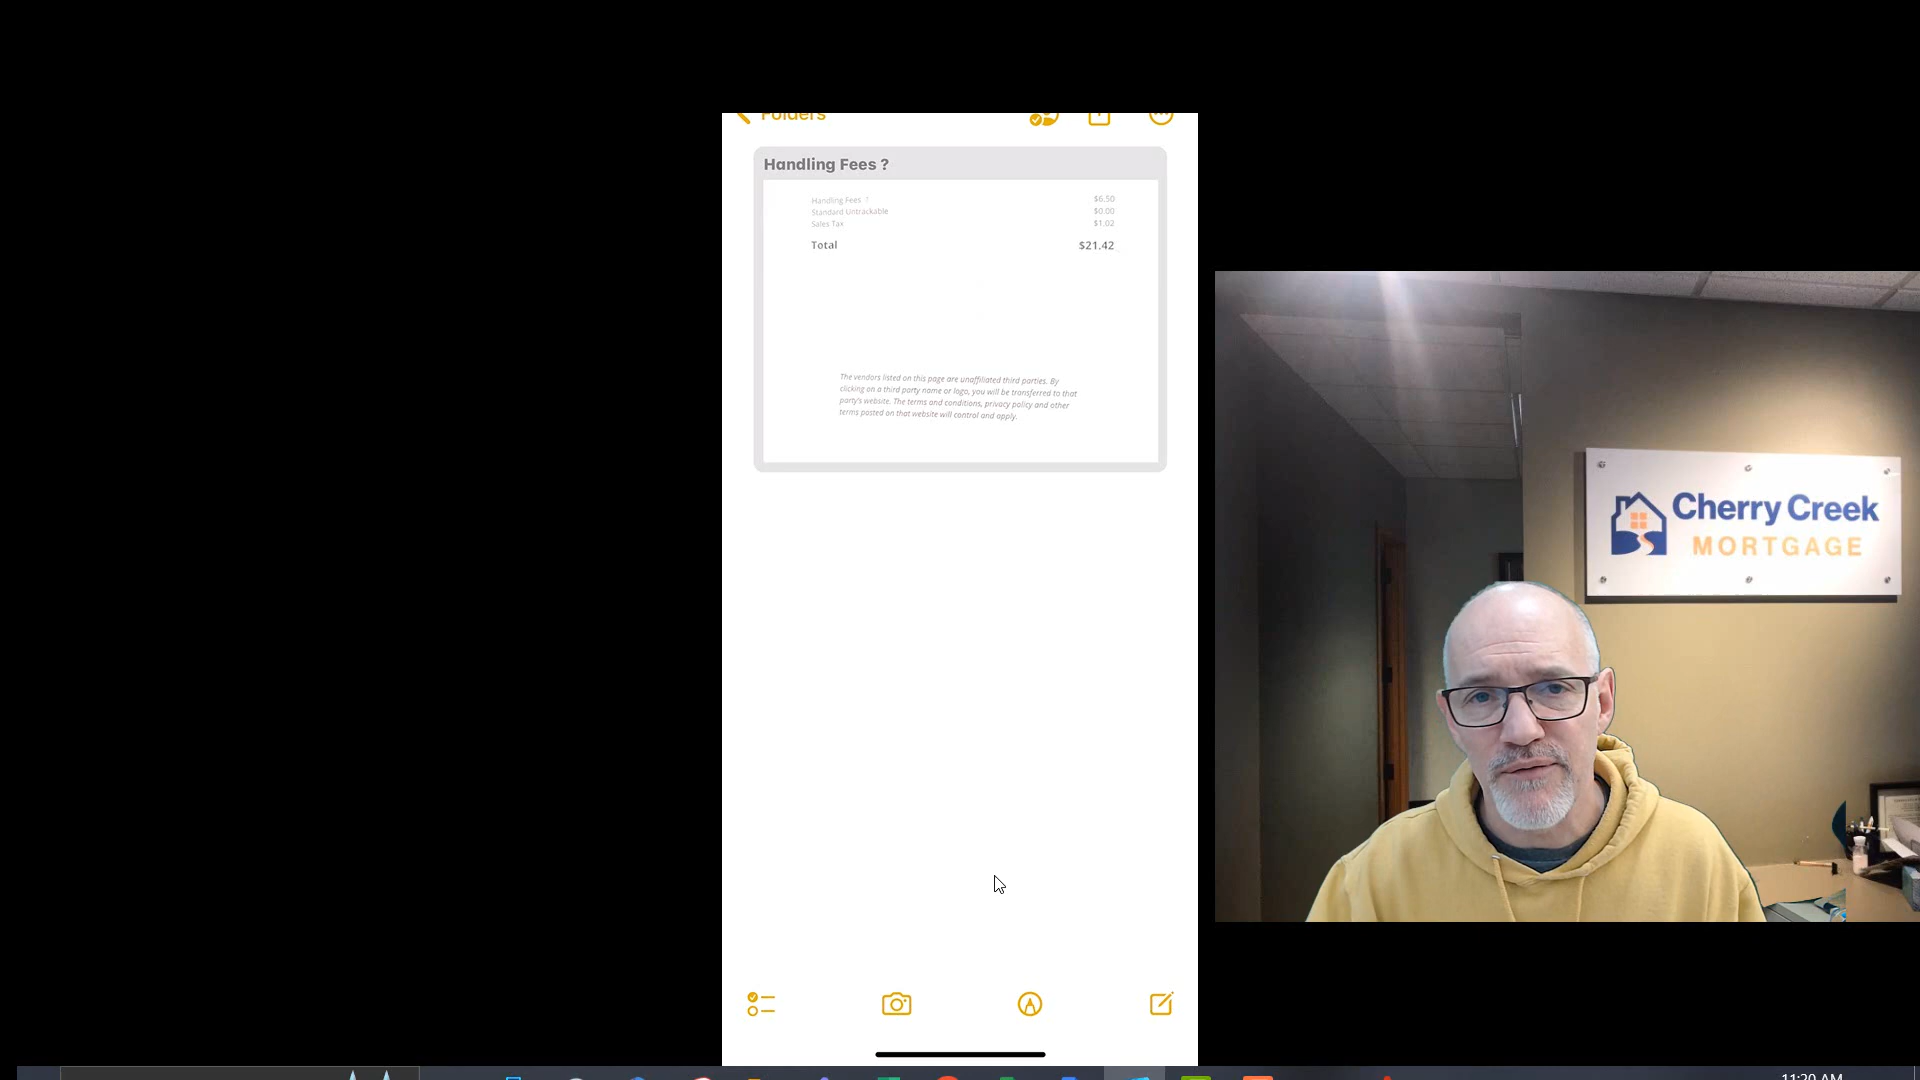 Folders
Handling Fees ?
Handling Fees ? $6.50
Standard Untrackable $0.00
Sales Tax $1.02
Total $21.42
The vendors listed on this page are unaffiliated third parties. By
clicking on a third party name or logo, you will be transferred to that
party's website. The terms and conditions, privacy policy and other
terms posted on that website will control and apply.
Cherry Creek
MORTGAGE
11:20 AM